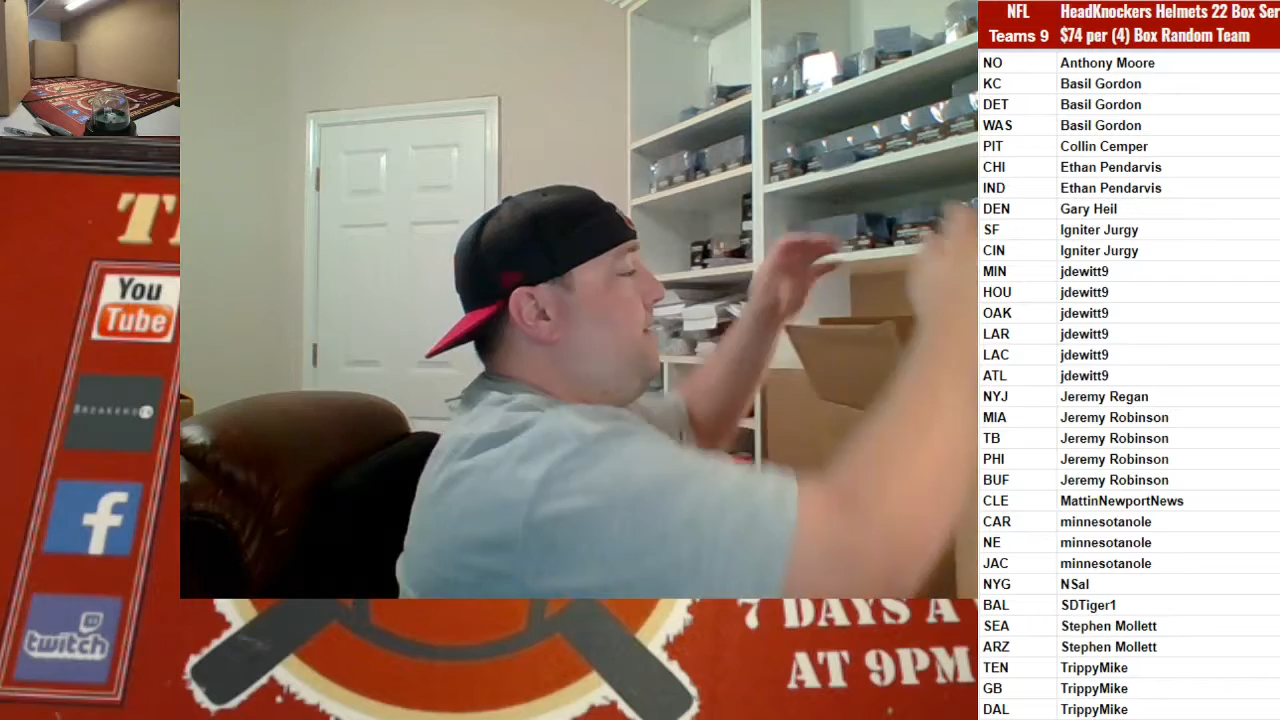 NFL HeadKnockers Helmets 22 Box Ser
Teams 9 $74 per (4) Box Random Team
NO Anthony Moore
KC Basil Gordon
DET Basil Gordon
WAS Basil Gordon
PIT Collin Cemper
CHI Ethan Pendarvis
IND Ethan Pendarvis
DEN Gary Heil
SF Igniter Jurgy
CIN Igniter Jurgy
MIN jdewitt9
HOU jdewitt9
OAK jdewitt9
LAR jdewitt9
LAC jdewitt9
ATL jdewitt9
NYJ Jeremy Regan
MIA Jeremy Robinson
TB Jeremy Robinson
PHI Jeremy Robinson
BUF Jeremy Robinson
CLE MattinNewportNews
CAR minnesotanole
NE minnesotanole
JAC minnesotanole
NYG NSal
BAL SDTiger1
SEA Stephen Mollett
ARZ Stephen Mollett
TEN TrippyMike
GB TrippyMike
DAL TrippyMike
You
Tube
BREAKERS
f
twitch
7 DAYS A
AT 9PM